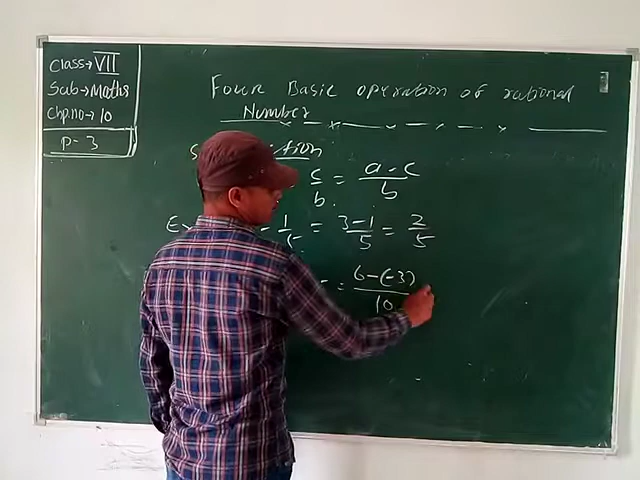 Class→VII
Sub→Maths
Chp.no→10
P-3
Four Basic operation of rational
Number
c/b = a-c/b
- 1/5 = 3-1/5 = 2/5
= 6-(-3)/10